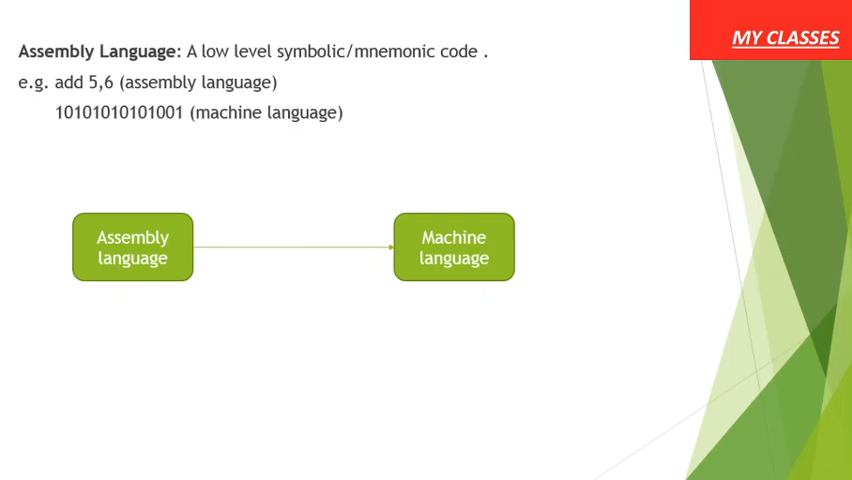 MY CLASSES
Assembly Language: A low level symbolic/mnemonic code .
e.g. add 5,6 (assembly language)
10101010101001 (machine language)
Assembly
language
Machine
language